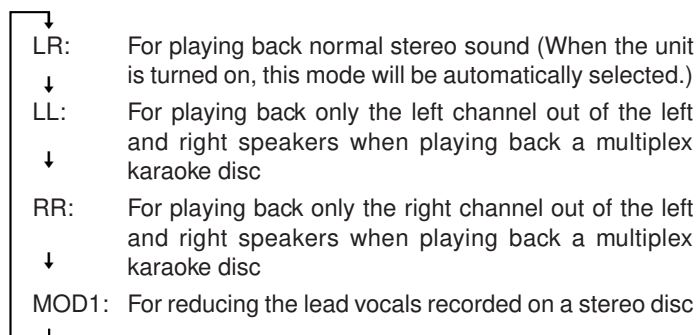 LR: For playing back normal stereo sound (When the unit
is turned on, this mode will be automatically selected.)
LL: For playing back only the left channel out of the left
and right speakers when playing back a multiplex
karaoke disc
RR: For playing back only the right channel out of the left
and right speakers when playing back a multiplex
karaoke disc
MOD1: For reducing the lead vocals recorded on a stereo disc